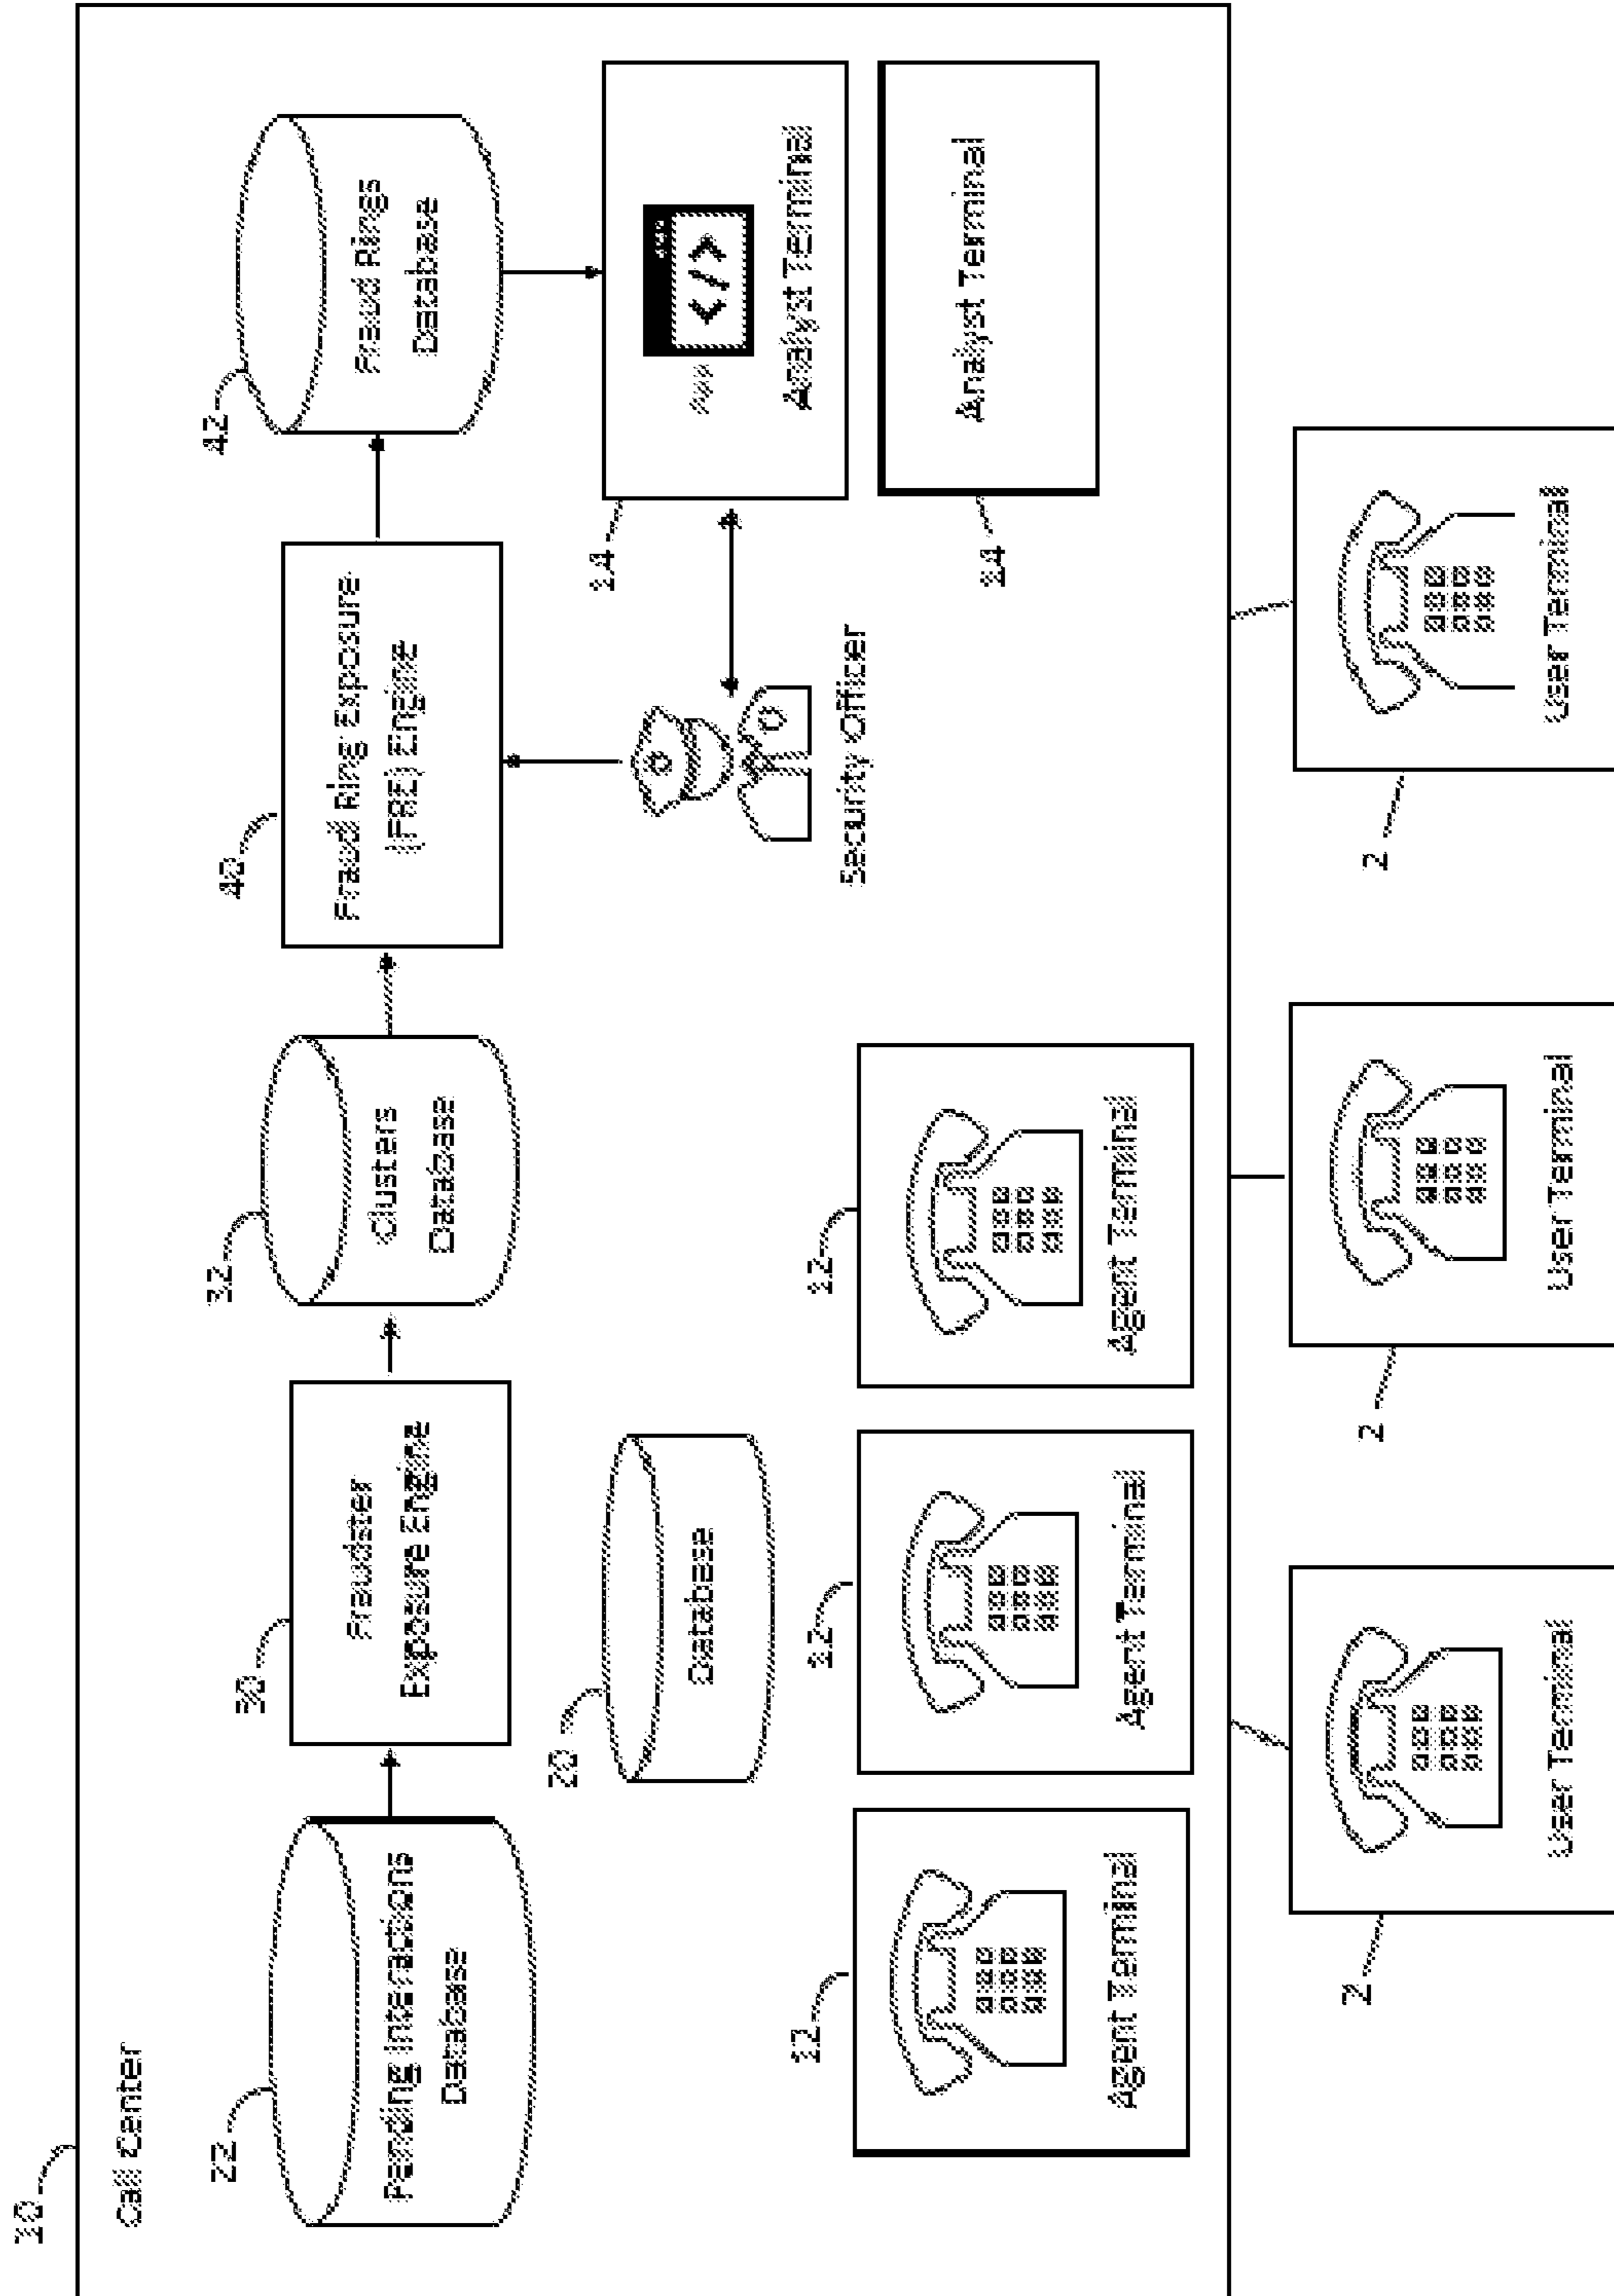 10
Call Center
22
Pending Interactions
Database
30
Fraudster
Exposure Engine
32
Clusters
Database
40
Fraud Ring Exposure
(FRE) Engine
42
Fraud Rings
Database
20
Database
Security Officer
14
App
</>
Analyst Terminal
14
Analyst Terminal
12
Agent Terminal
12
Agent Terminal
12
Agent Terminal
2
User Terminal
2
User Terminal
2
User Terminal